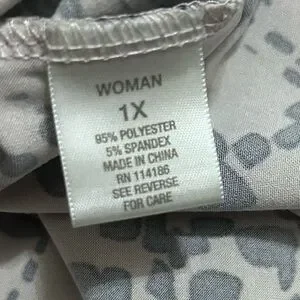 WOMAN
1X
95% POLYESTER
5% SPANDEX
MADE IN CHINA
RN 114186
SEE REVERSE
FOR CARE